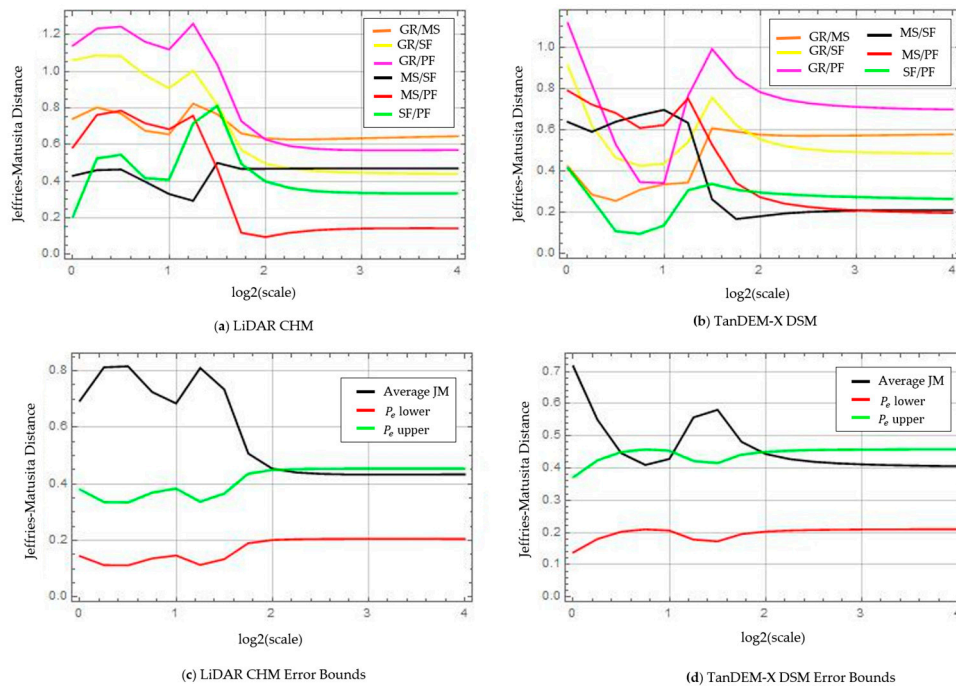 Jeffries-Matusita Distance
1.2
1.0
0.8
0.6
0.4
0.2
0.0
0 1 2 3 4
log2(scale)
GR/MS
GR/SF
GR/PF
MS/SF
MS/PF
SF/PF
(a) LiDAR CHM
Jeffries-Matusita Distance
1.0
0.8
0.6
0.4
0.2
0.0
0 1 2 3 4
log2(scale)
GR/MS MS/SF
GR/SF MS/PF
GR/PF SF/PF
(b) TanDEM-X DSM
Jeffries-Matusita Distance
0.8
0.6
0.4
0.2
0.0
0 1 2 3 4
log2(scale)
Average JM
Pe lower
Pe upper
(c) LiDAR CHM Error Bounds
Jeffries-Matusita Distance
0.7
0.6
0.5
0.4
0.3
0.2
0.1
0.0
0 1 2 3 4
log2(scale)
Average JM
Pe lower
Pe upper
(d) TanDEM-X DSM Error Bounds